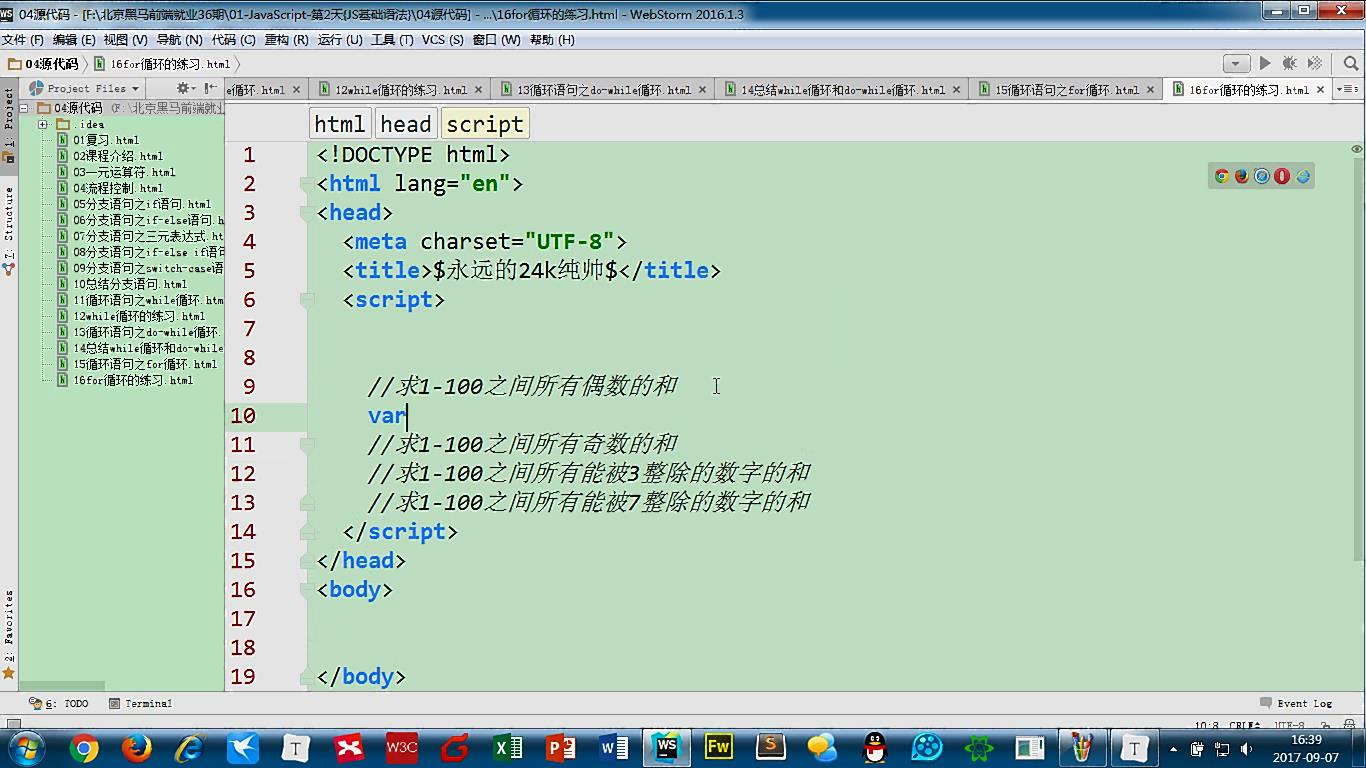 04源代码 - [F:\北京黑马前端就业36期\01-JavaScript-第2天{JS基础语法}\04源代码] - ...\16for循环的练习.html - WebStorm 2016.1.3
文件 (F) 编辑 (E) 视图 (V) 导航 (N) 代码 (C) 重构 (R) 运行 (U) 工具 (T) VCS (S) 窗口 (W) 帮助 (H)
04源代码 16for循环的练习.html
Project Files
e循环.html 12while循环的练习.html 13循环语句之do-while循环.html 14总结while循环和do-while循环.html 15循环语句之for循环.html 16for循环的练习.html
1: Project
7: Structure
2: Favorites
04源代码 (F:\北京黑马前端就业
.idea
01复习.html
02课程介绍.html
03一元运算符.html
04流程控制.html
05分支语句之if语句.html
06分支语句之if-else语句.h
07分支语句之三元表达式.ht
08分支语句之if-else if语句
09分支语句之switch-case语
10总结分支语句.html
11循环语句之while循环.htm
12while循环的练习.html
13循环语句之do-while循环.
14总结while循环和do-while
15循环语句之for循环.html
16for循环的练习.html
html head script
1 <!DOCTYPE html>
2 <html lang="en">
3 <head>
4 <meta charset="UTF-8">
5 <title>$永远的24k纯帅$</title>
6 <script>
7
8
9 //求1-100之间所有偶数的和
10 var
11 //求1-100之间所有奇数的和
12 //求1-100之间所有能被3整除的数字的和
13 //求1-100之间所有能被7整除的数字的和
14 </script>
15 </head>
16 <body>
17
18
19 </body>
6: TODO Terminal Event Log
10:8 CRLF UTF-8
T W3C WS Fw S T
16:39
2017-09-07